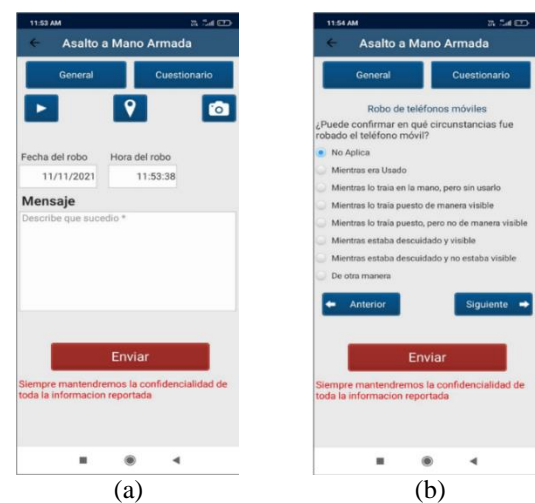 11:53 AM
Asalto a Mano Armada
General
Cuestionario
Fecha del robo
Hora del robo
11/11/2021
11:53:38
Mensaje
Describe que sucedio *
Enviar
Siempre mantendremos la confidencialidad de
toda la informacion reportada
(a)
11:54 AM
Asalto a Mano Armada
General
Cuestionario
Robo de teléfonos móviles
¿Puede confirmar en qué circunstancias fue
robado el teléfono móvil?
No Aplica
Mientras era Usado
Mientras lo traia en la mano, pero sin usarlo
Mientras lo traía puesto de manera visible
Mientras lo traía puesto, pero no de manera visible
Mientras estaba descuidado y visible
Mientras estaba descuidado y no estaba visible
De otra manera
Anterior
Siguiente
Enviar
Siempre mantendremos la confidencialidad de
toda la informacion reportada
(b)